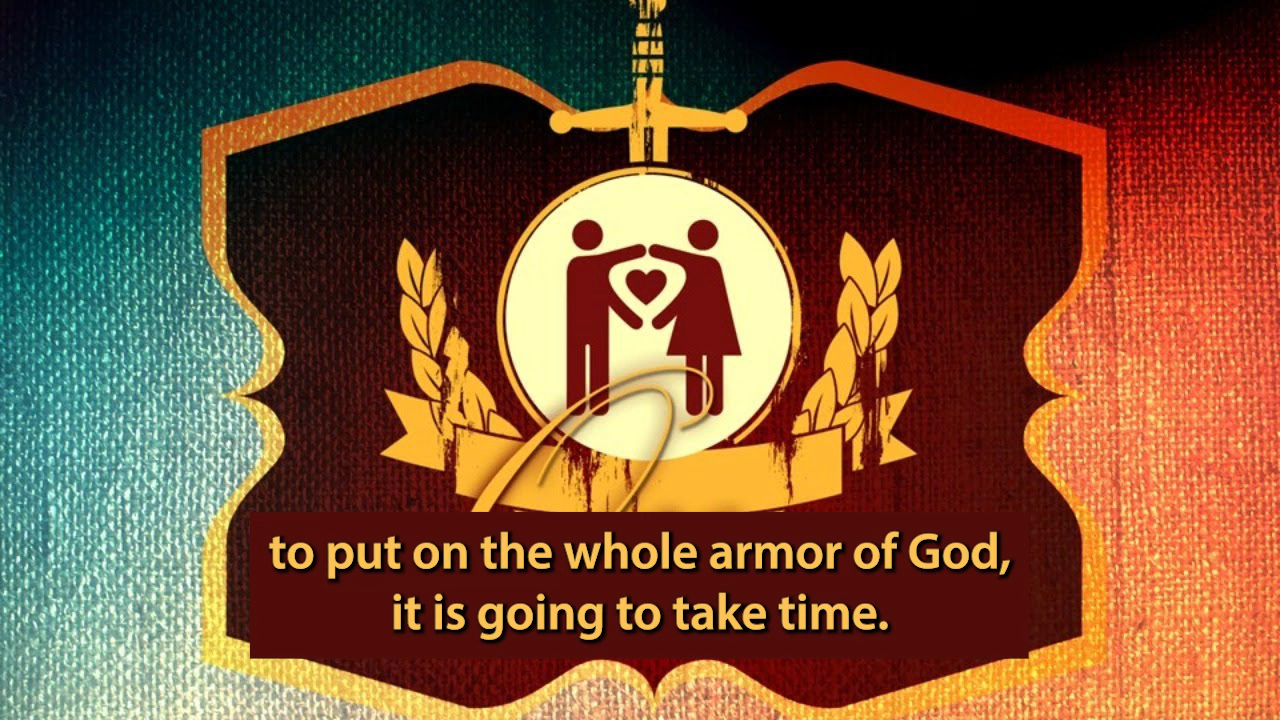 to put on the whole armor of God,
it is going to take time.